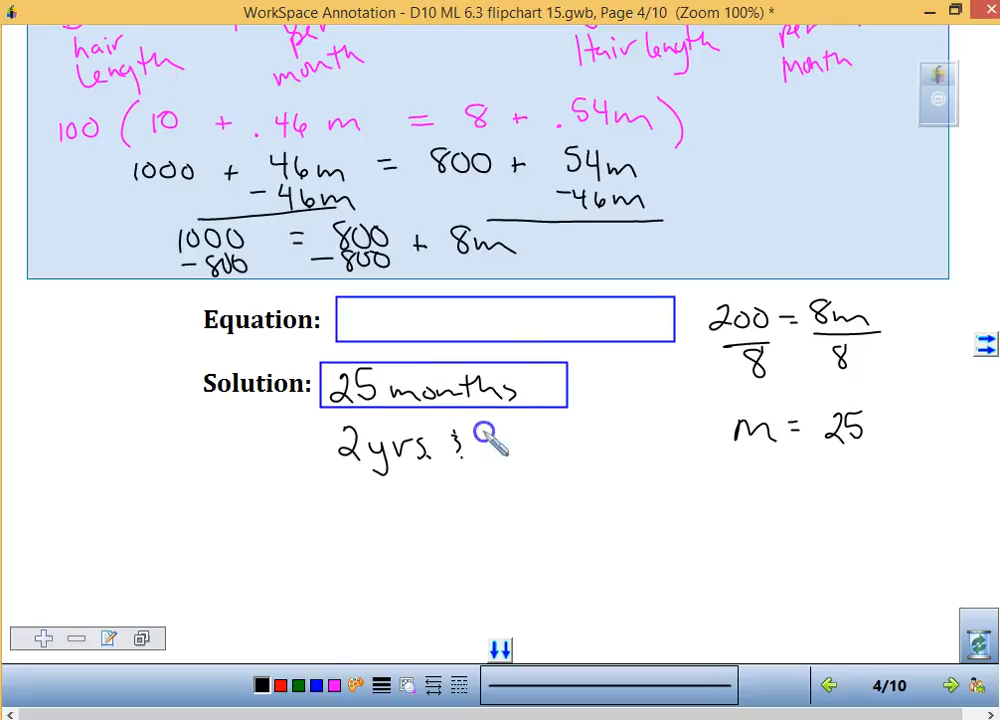 WorkSpace Annotation - D10 ML 6.3 flipchart 15.gwb, Page 4/10 (Zoom 100%) *
hair length
per month
Hair length
per month
100 ( 10 + .46 m = 8 + .54m )
1000 + 46m = 800 + 54m
-46m -46m
1000 = 800 + 8m
-800 -800
Equation:
200 = 8m
8 8
Solution: 25 months
m = 25
2 yrs. &
4/10